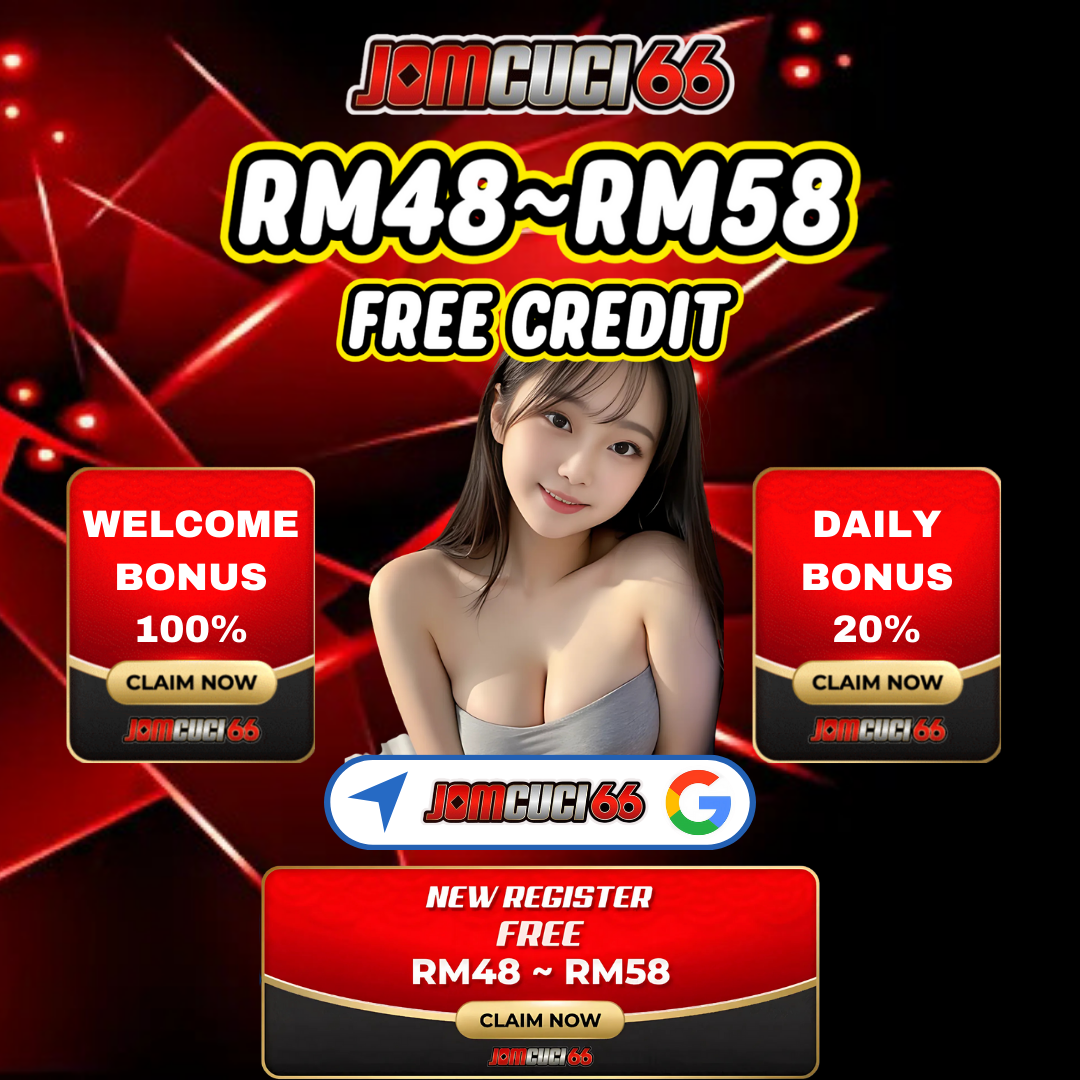 JOMCUCI66
RM48~RM58
FREE CREDIT
WELCOME
BONUS
100%
CLAIM NOW
JOMCUCI66
DAILY
BONUS
20%
CLAIM NOW
JOMCUCI66
JOMCUCI66 G
NEW REGISTER
FREE
RM48 ~ RM58
CLAIM NOW
JOMCUCI66